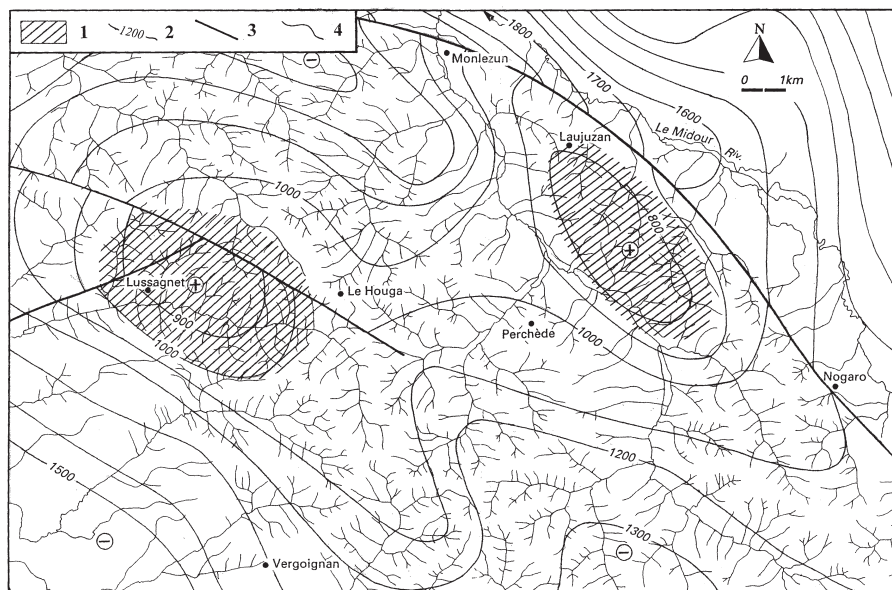 1
1200
2
3
4
1800
Monlezun
N
0 1km
1700
1600
Laujuzan
Le Midour
Riv.
1000
800
Lussagnet
Le Houga
900
1000
Perchède
1000
Nogaro
1200
1500
1300
Vergoignan